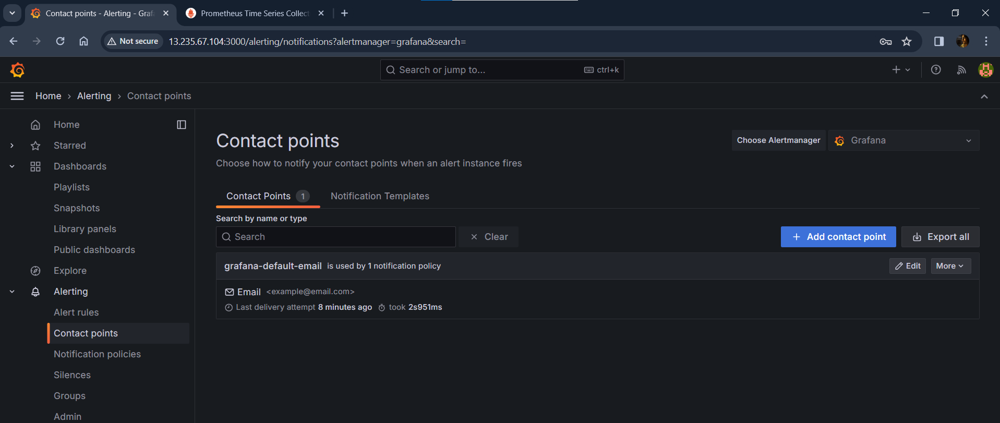 Contact points - Alerting - Graf
Prometheus Time Series Collect
Not secure 13.235.67.104:3000/alerting/notifications?alertmanager=grafana&search=
Search or jump to... ctrl+k
Home › Alerting › Contact points
Home
Starred
Dashboards
Playlists
Snapshots
Library panels
Public dashboards
Explore
Alerting
Alert rules
Contact points
Notification policies
Silences
Groups
Admin
Contact points
Choose Alertmanager Grafana
Choose how to notify your contact points when an alert instance fires
Contact Points 1 Notification Templates
Search by name or type
Search Clear + Add contact point Export all
grafana-default-email is used by 1 notification policy Edit More
Email <example@email.com>
Last delivery attempt 8 minutes ago took 2s951ms